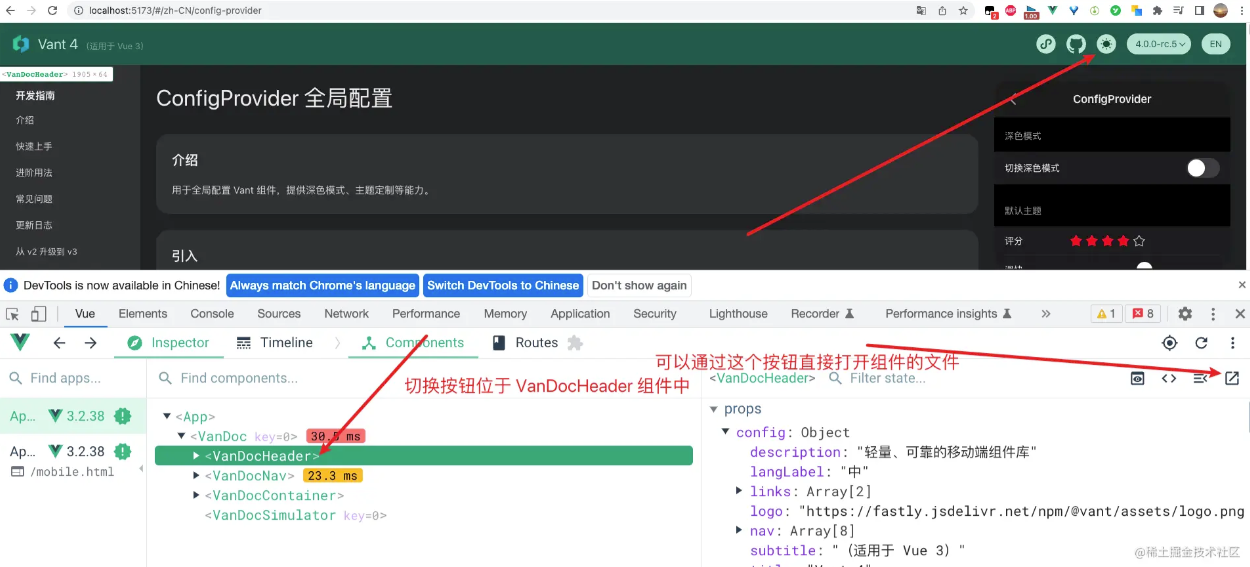 localhost:5173/#/zh-CN/config-provider
Vant 4 (适用于 Vue 3)
4.0.0-rc.5
EN
<VanDocHeader> 1905 × 64
开发指南
介绍
快速上手
进阶用法
常见问题
更新日志
从 v2 升级到 v3
ConfigProvider 全局配置
介绍
用于全局配置 Vant 组件，提供深色模式、主题定制等能力。
引入
ConfigProvider
深色模式
切换深色模式
默认主题
评分
DevTools is now available in Chinese! Always match Chrome's language Switch DevTools to Chinese Don't show again
Vue Elements Console Sources Network Performance Memory Application Security Lighthouse Recorder Performance insights 1 8
Inspector Timeline Components Routes
Find apps...
Find components...
切换按钮位于 VanDocHeader 组件中
可以通过这个按钮直接打开组件的文件
<VanDocHeader> Filter state...
Ap... 3.2.38
Ap... 3.2.38
/mobile.html
<App>
<VanDoc key=0> ms
<VanDocHeader>
<VanDocNav> 23.3 ms
<VanDocContainer>
<VanDocSimulator key=0>
props
config: Object
description: "轻量、可靠的移动端组件库"
langLabel: "中"
links: Array[2]
logo: "https://fastly.jsdelivr.net/npm/@vant/assets/logo.png
nav: Array[8]
subtitle: "（适用于 Vue 3）"
@稀土掘金技术社区